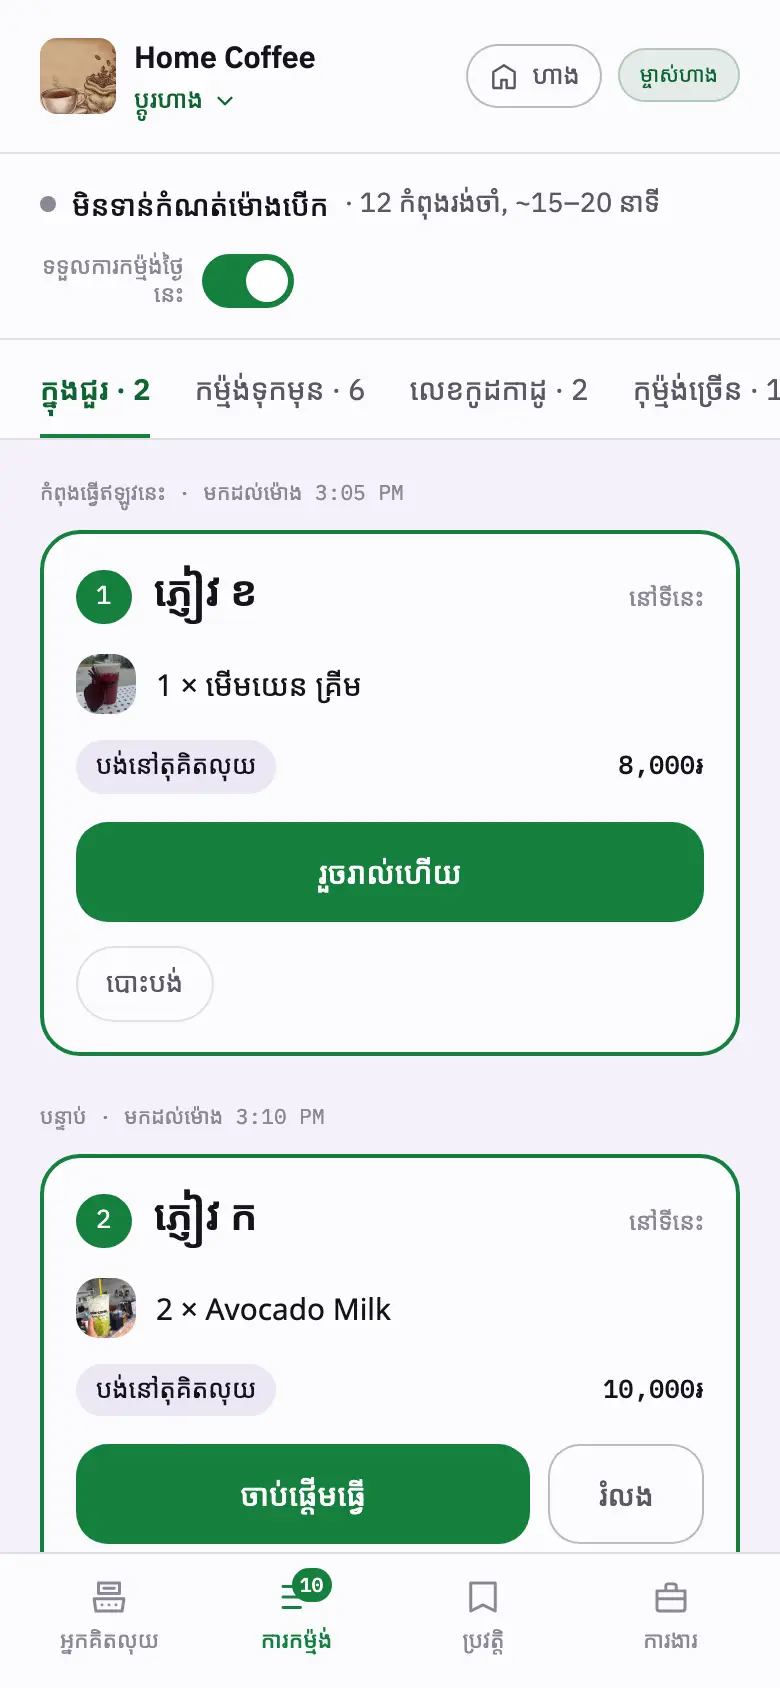 Home Coffee
ប្តូរហាង
ហាង
ម្ចាស់ហាង
មិនទាន់កំណត់ម៉ោងបើក · 12 កំពុងរង់ចាំ, ~15–20 នាទី
ទទួលការកម្ម៉ង់ថ្ងៃ
នេះ
ក្នុងជួរ · 2
កម្ម៉ង់ទុកមុន · 6
លេខកូដកាដូ · 2
កុម្ម៉ង់ច្រើន · 1
កំពុងធ្វើឥឡូវនេះ · មកដល់ម៉ោង 3:05 PM
1
ភ្ញៀវ ខ
នៅទីនេះ
1 × មើមយេន គ្រីម
បង់នៅតុគិតលុយ
8,000៛
រួចរាល់ហើយ
បោះបង់
បន្ទាប់ · មកដល់ម៉ោង 3:10 PM
2
ភ្ញៀវ ក
នៅទីនេះ
2 × Avocado Milk
បង់នៅតុគិតលុយ
10,000៛
ចាប់ផ្តើមធ្វើ
រំលង
10
អ្នកគិតលុយ
ការកម្ម៉ង់
ប្រវត្តិ
ការងារ